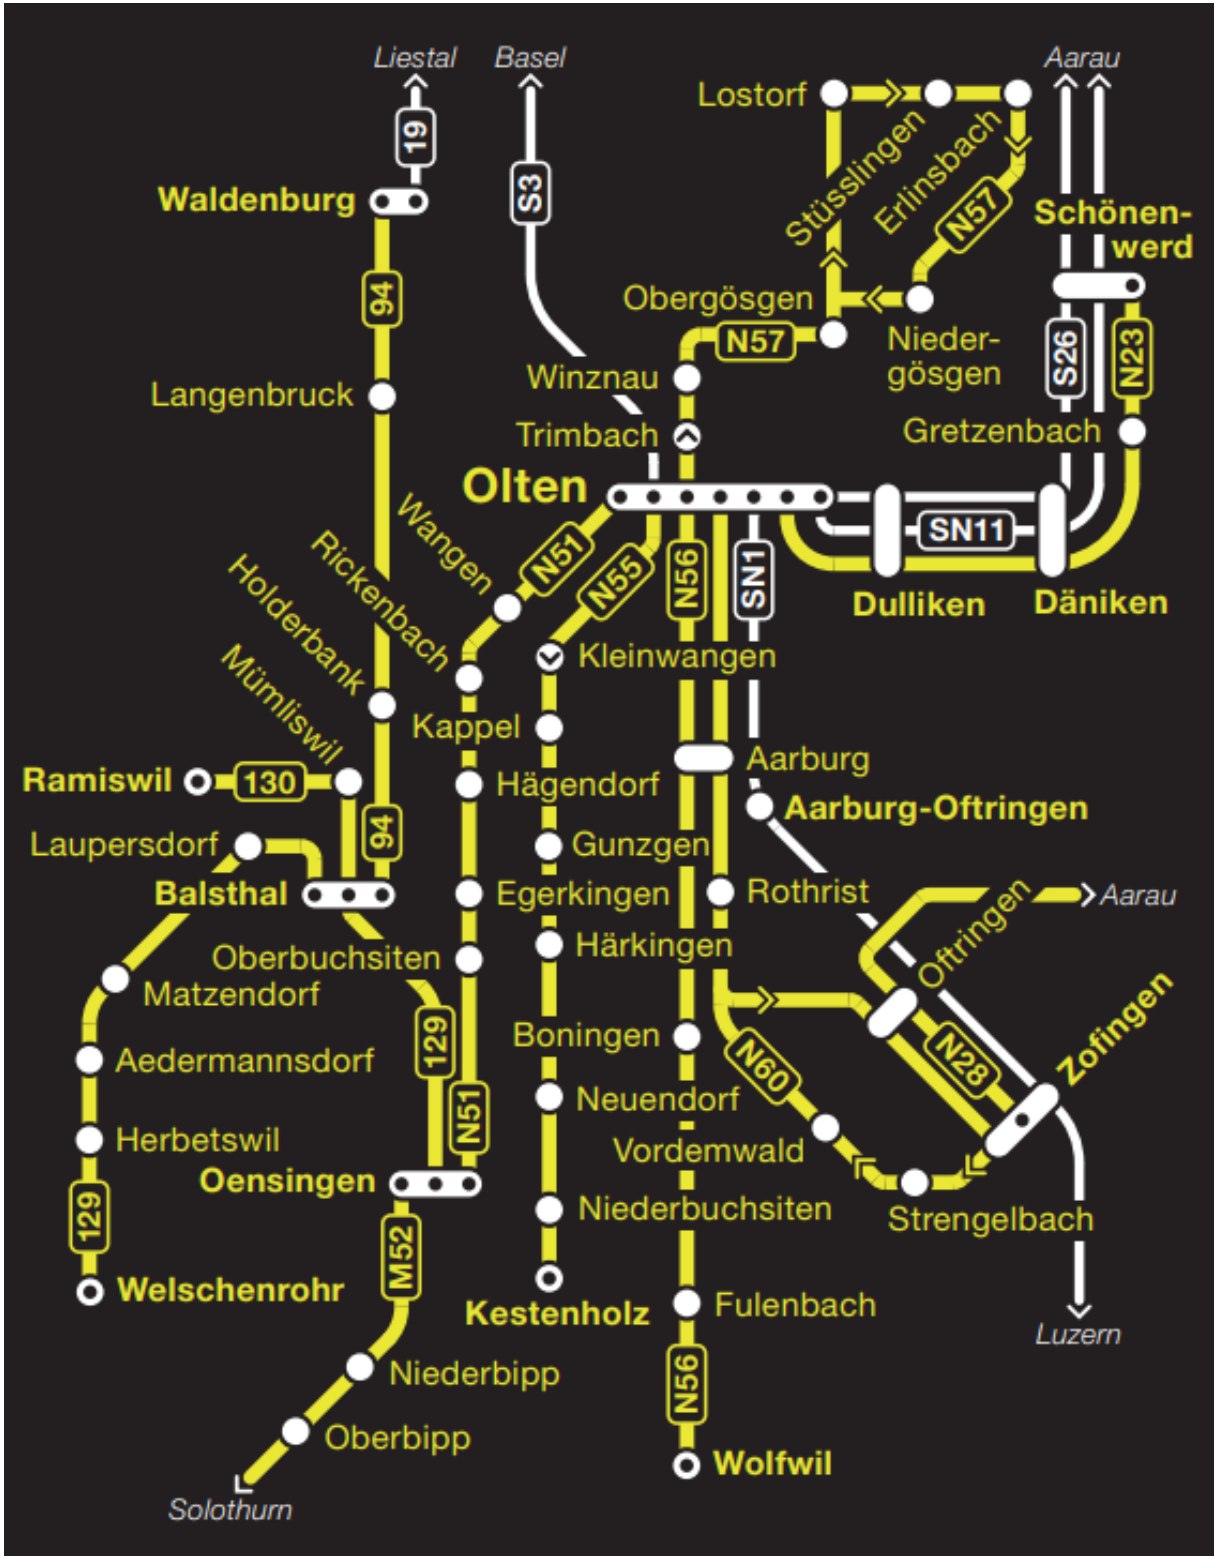 Liestal
Basel
Aarau
Lostorf
19
S3
Stüsslingen
Erlinsbach
N57
Waldenburg
Schönen-
werd
94
Obergösgen
N57
Nieder-
gösgen
S26
N23
Winznau
Langenbruck
Trimbach
Gretzenbach
Olten
Wangen
N51
N55
N56
SN1
SN11
Rickenbach
Dulliken
Däniken
Holderbank
Kleinwangen
Mümliswil
Kappel
Ramiswil
130
Hägendorf
Aarburg
Aarburg-Oftringen
Laupersdorf
94
Gunzgen
Balsthal
Egerkingen
Rothrist
Oftringen
Aarau
Oberbuchsiten
Härkingen
Matzendorf
Zofingen
129
Boningen
N60
N28
Aedermannsdorf
Neuendorf
N51
Herbetswil
Vordemwald
Oensingen
129
Niederbuchsiten
Strengelbach
M52
Welschenrohr
Kestenholz
Fulenbach
Luzern
Niederbipp
N56
Oberbipp
Wolfwil
Solothurn